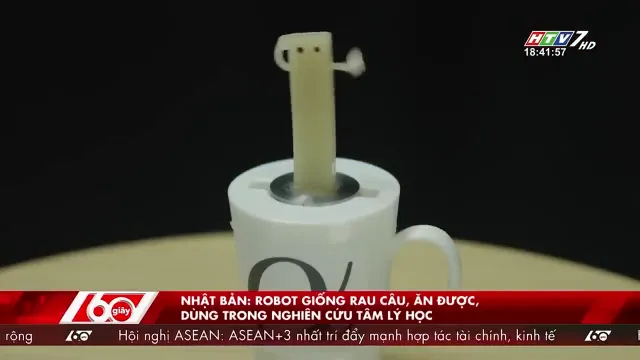 HTV7 HD
18:41:57
α
60 giây
NHẬT BẢN: ROBOT GIỐNG RAU CÂU, ĂN ĐƯỢC,
DÙNG TRONG NGHIÊN CỨU TÂM LÝ HỌC
rộng 60 Hội nghị ASEAN: ASEAN+3 nhất trí đẩy mạnh hợp tác tài chính, kinh tế 60